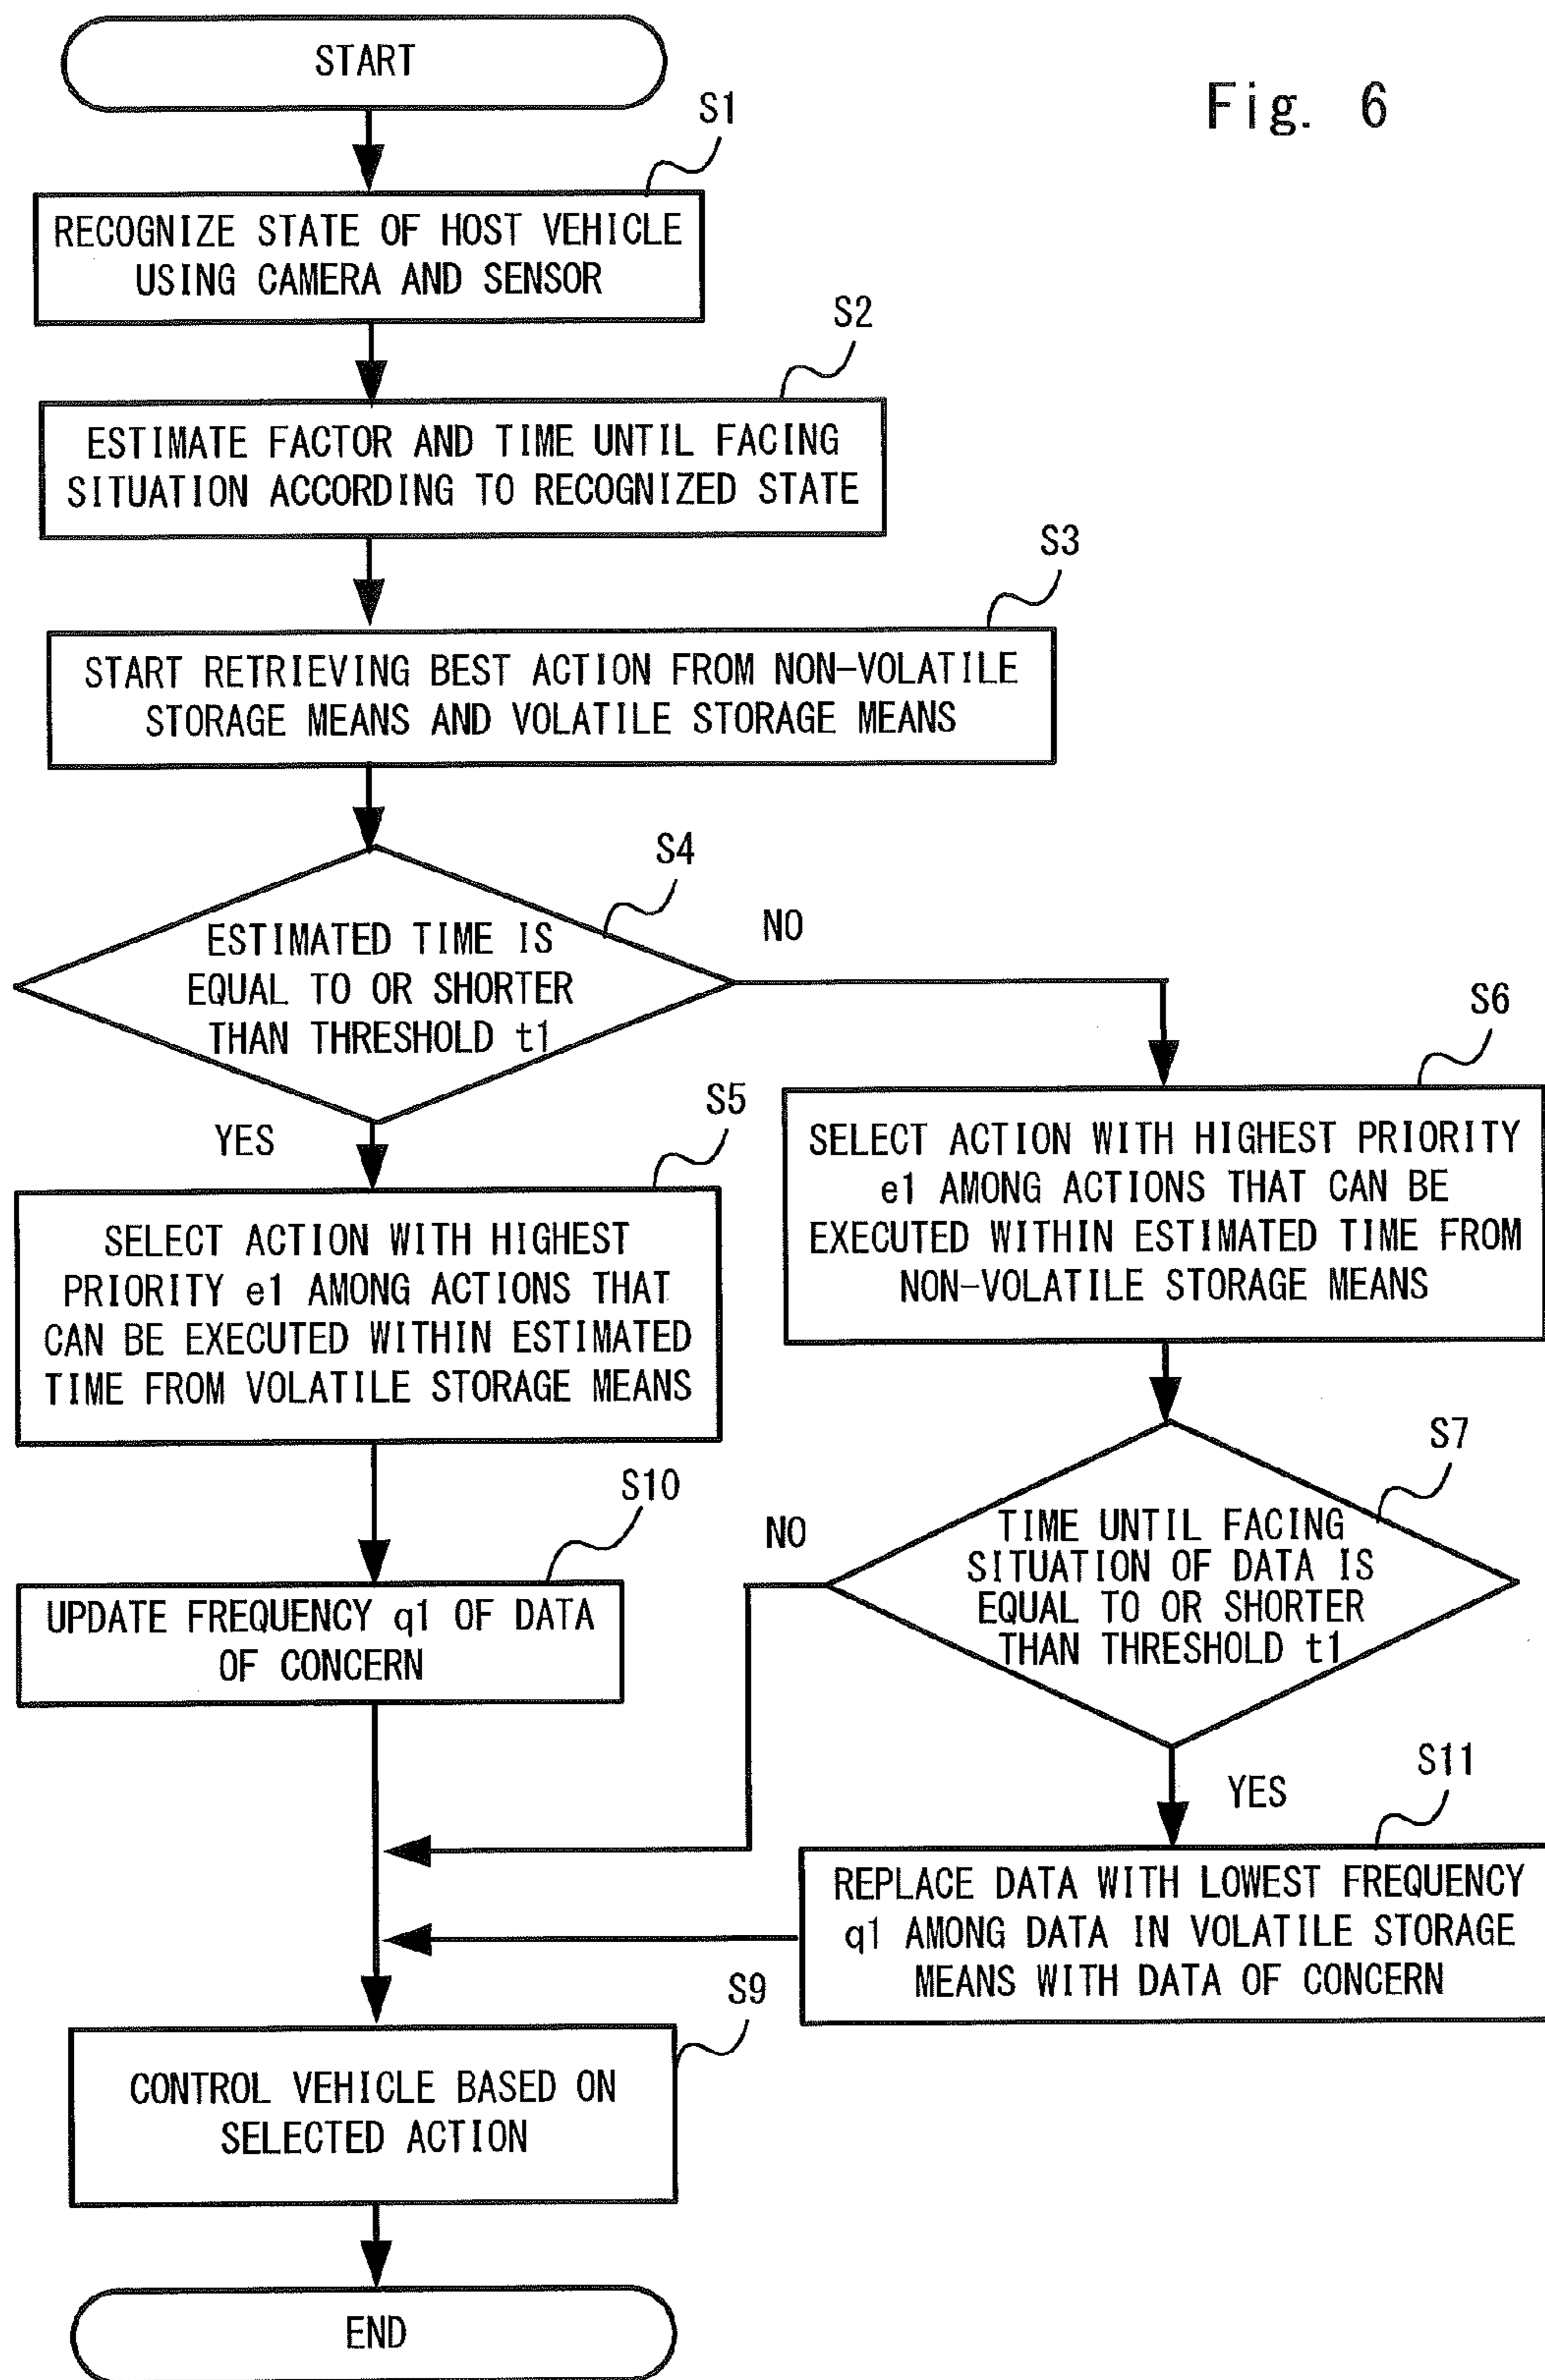 START
Fig. 6
S1
RECOGNIZE STATE OF HOST VEHICLE
USING CAMERA AND SENSOR
S2
ESTIMATE FACTOR AND TIME UNTIL FACING
SITUATION ACCORDING TO RECOGNIZED STATE
S3
START RETRIEVING BEST ACTION FROM NON-VOLATILE
STORAGE MEANS AND VOLATILE STORAGE MEANS
S4
ESTIMATED TIME IS
EQUAL TO OR SHORTER
THAN THRESHOLD t1
NO
YES
S5
SELECT ACTION WITH HIGHEST
PRIORITY e1 AMONG ACTIONS THAT
CAN BE EXECUTED WITHIN ESTIMATED
TIME FROM VOLATILE STORAGE MEANS
S6
SELECT ACTION WITH HIGHEST PRIORITY
e1 AMONG ACTIONS THAT CAN BE
EXECUTED WITHIN ESTIMATED TIME FROM
NON-VOLATILE STORAGE MEANS
S10
UPDATE FREQUENCY q1 OF DATA
OF CONCERN
S7
TIME UNTIL FACING
SITUATION OF DATA IS
EQUAL TO OR SHORTER
THAN THRESHOLD t1
NO
YES
S11
REPLACE DATA WITH LOWEST FREQUENCY
q1 AMONG DATA IN VOLATILE STORAGE
MEANS WITH DATA OF CONCERN
S9
CONTROL VEHICLE BASED ON
SELECTED ACTION
END